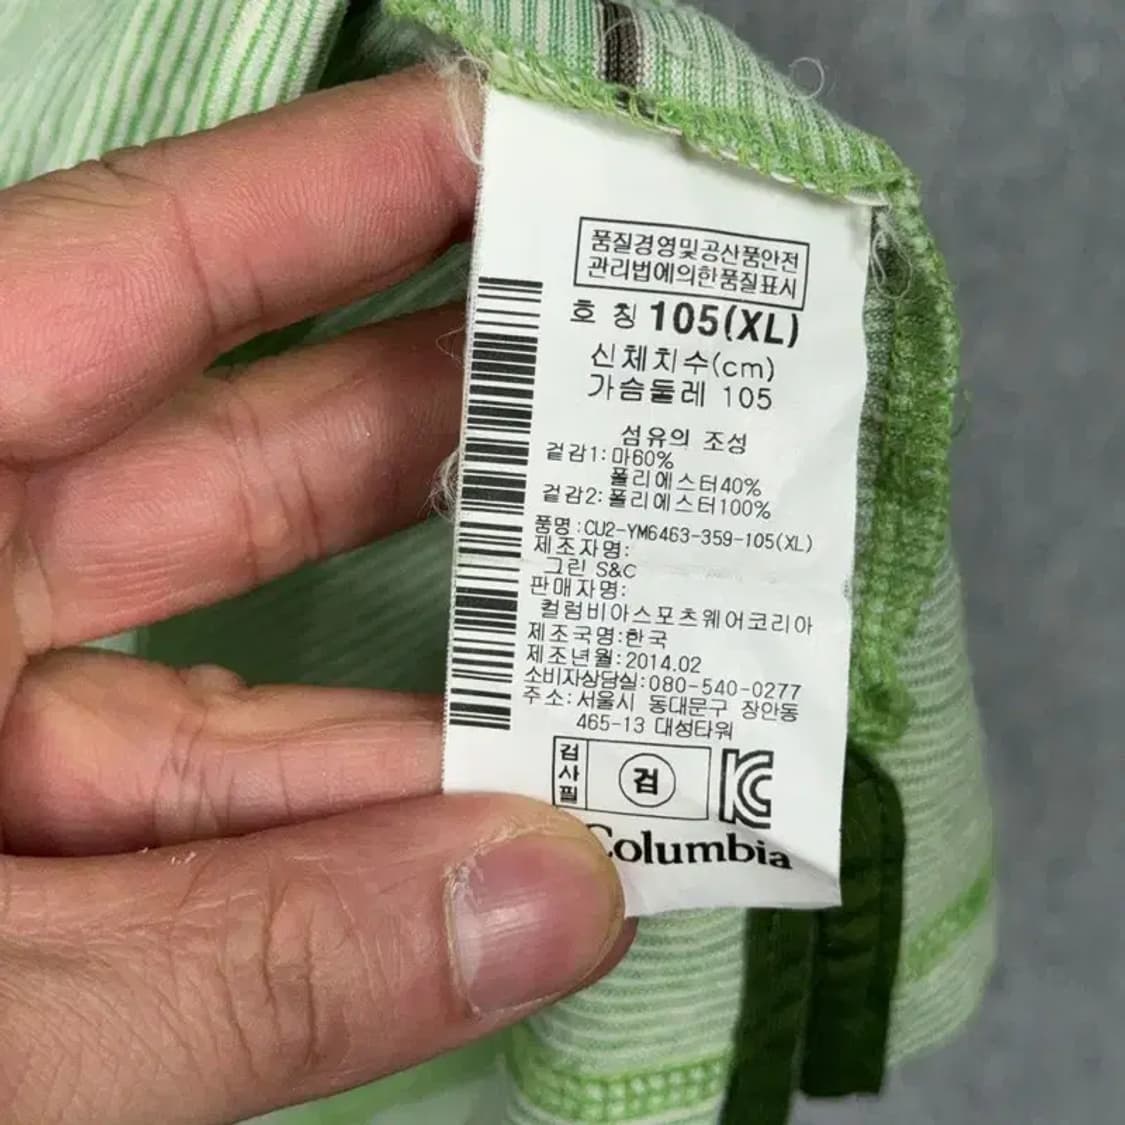 품질경영및공산품안전
관리법에의한품질표시
호 칭 105(XL)
신체치수(cm)
가슴둘레 105
섬유의 조성
겉감1: 마60%
폴리에스터40%
겉감2: 폴리에스터100%
품명: CU2-YM6463-359-105(XL)
제조자명:
그린 S&C
판매자명:
컬럼비아스포츠웨어코리아
제조국명:한국
제조년월:2014.02
소비자상담실:080-540-0277
주소:서울시 동대문구 장안동
465-13 대성타워
검사필
검
Columbia